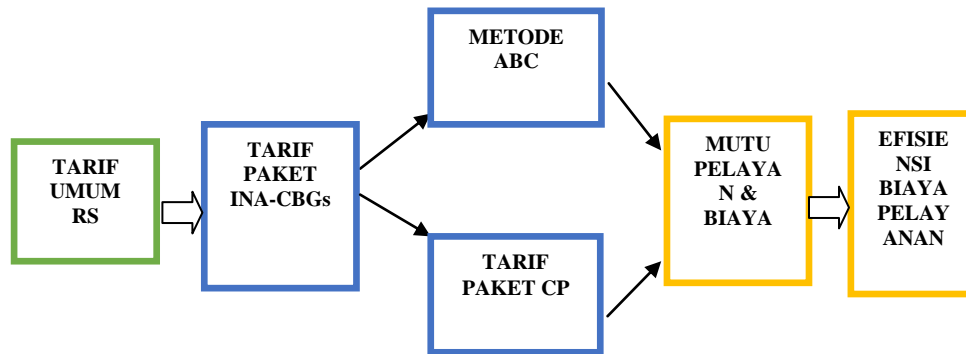 TARIF
UMUM
RS
TARIF
PAKET
INA-CBGs
METODE
ABC
TARIF
PAKET CP
MUTU
PELAYA
N &
BIAYA
EFISIE
NSI
BIAYA
PELAY
ANAN